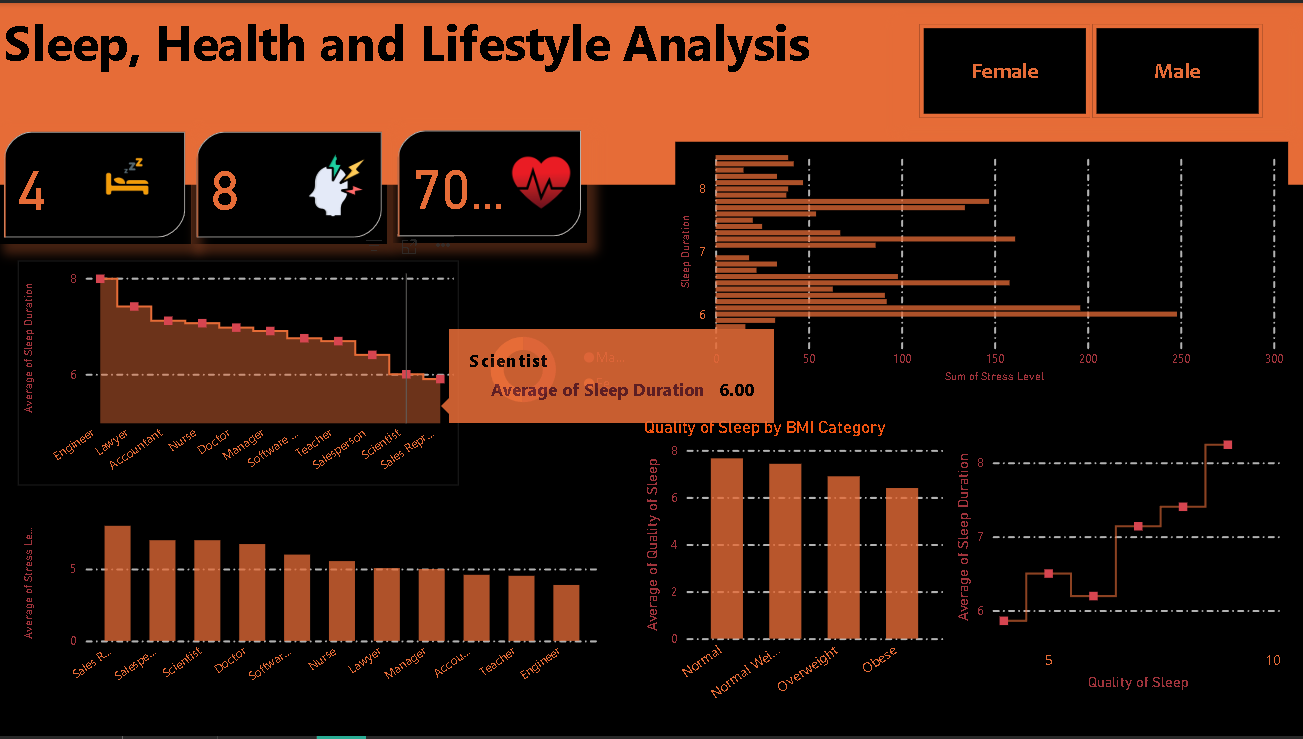 Sleep, Health and Lifestyle Analysis
Female
Male
4
8
70...
zzz
Average of Sleep Duration
8
6
Engineer
Lawyer
Accountant
Nurse
Doctor
Manager
Software ...
Teacher
Salesperson
Scientist
Sales Repr...
Scientist
Average of Sleep Duration 6.00
Ma...
Sleep Duration
8
7
6
0 50 100 150 200 250 300
Sum of Stress Level
Average of Stress Le...
5
0
Sales R...
Salespe...
Scientist
Doctor
Softwar...
Nurse
Lawyer
Manager
Accou...
Teacher
Engineer
Quality of Sleep by BMI Category
Average of Quality of Sleep
8
6
4
2
0
Normal
Normal Wei...
Overweight
Obese
Average of Sleep Duration
8
7
6
5 10
Quality of Sleep